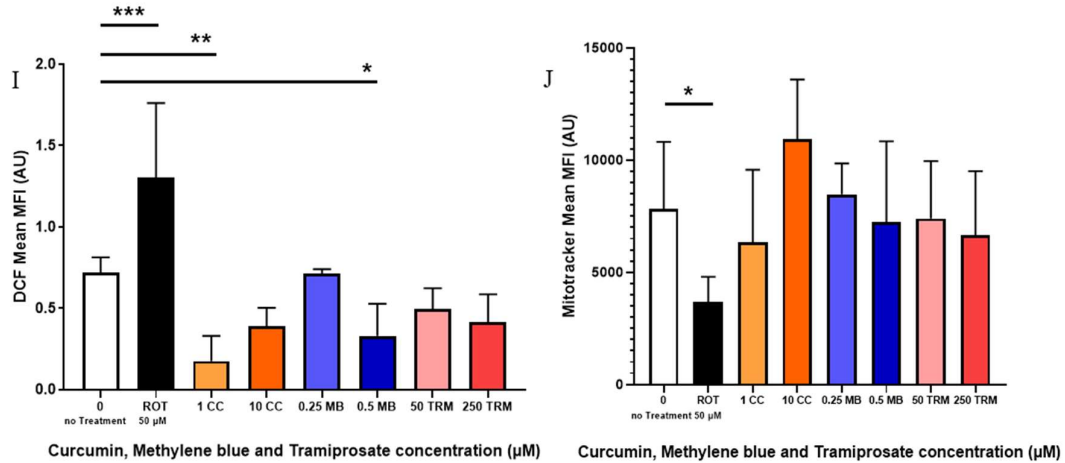 ***
**
*
I
2.0
1.5
1.0
0.5
0.0
DCF Mean MFI (AU)
0 ROT 1 CC 10 CC 0.25 MB 0.5 MB 50 TRM 250 TRM
no Treatment 50 µM
Curcumin, Methylene blue and Tramiprosate concentration (µM)
J
*
15000
10000
5000
0
Mitotracker Mean MFI (AU)
0 ROT 1 CC 10 CC 0.25 MB 0.5 MB 50 TRM 250 TRM
no Treatment 50 µM
Curcumin, Methylene blue and Tramiprosate concentration (µM)